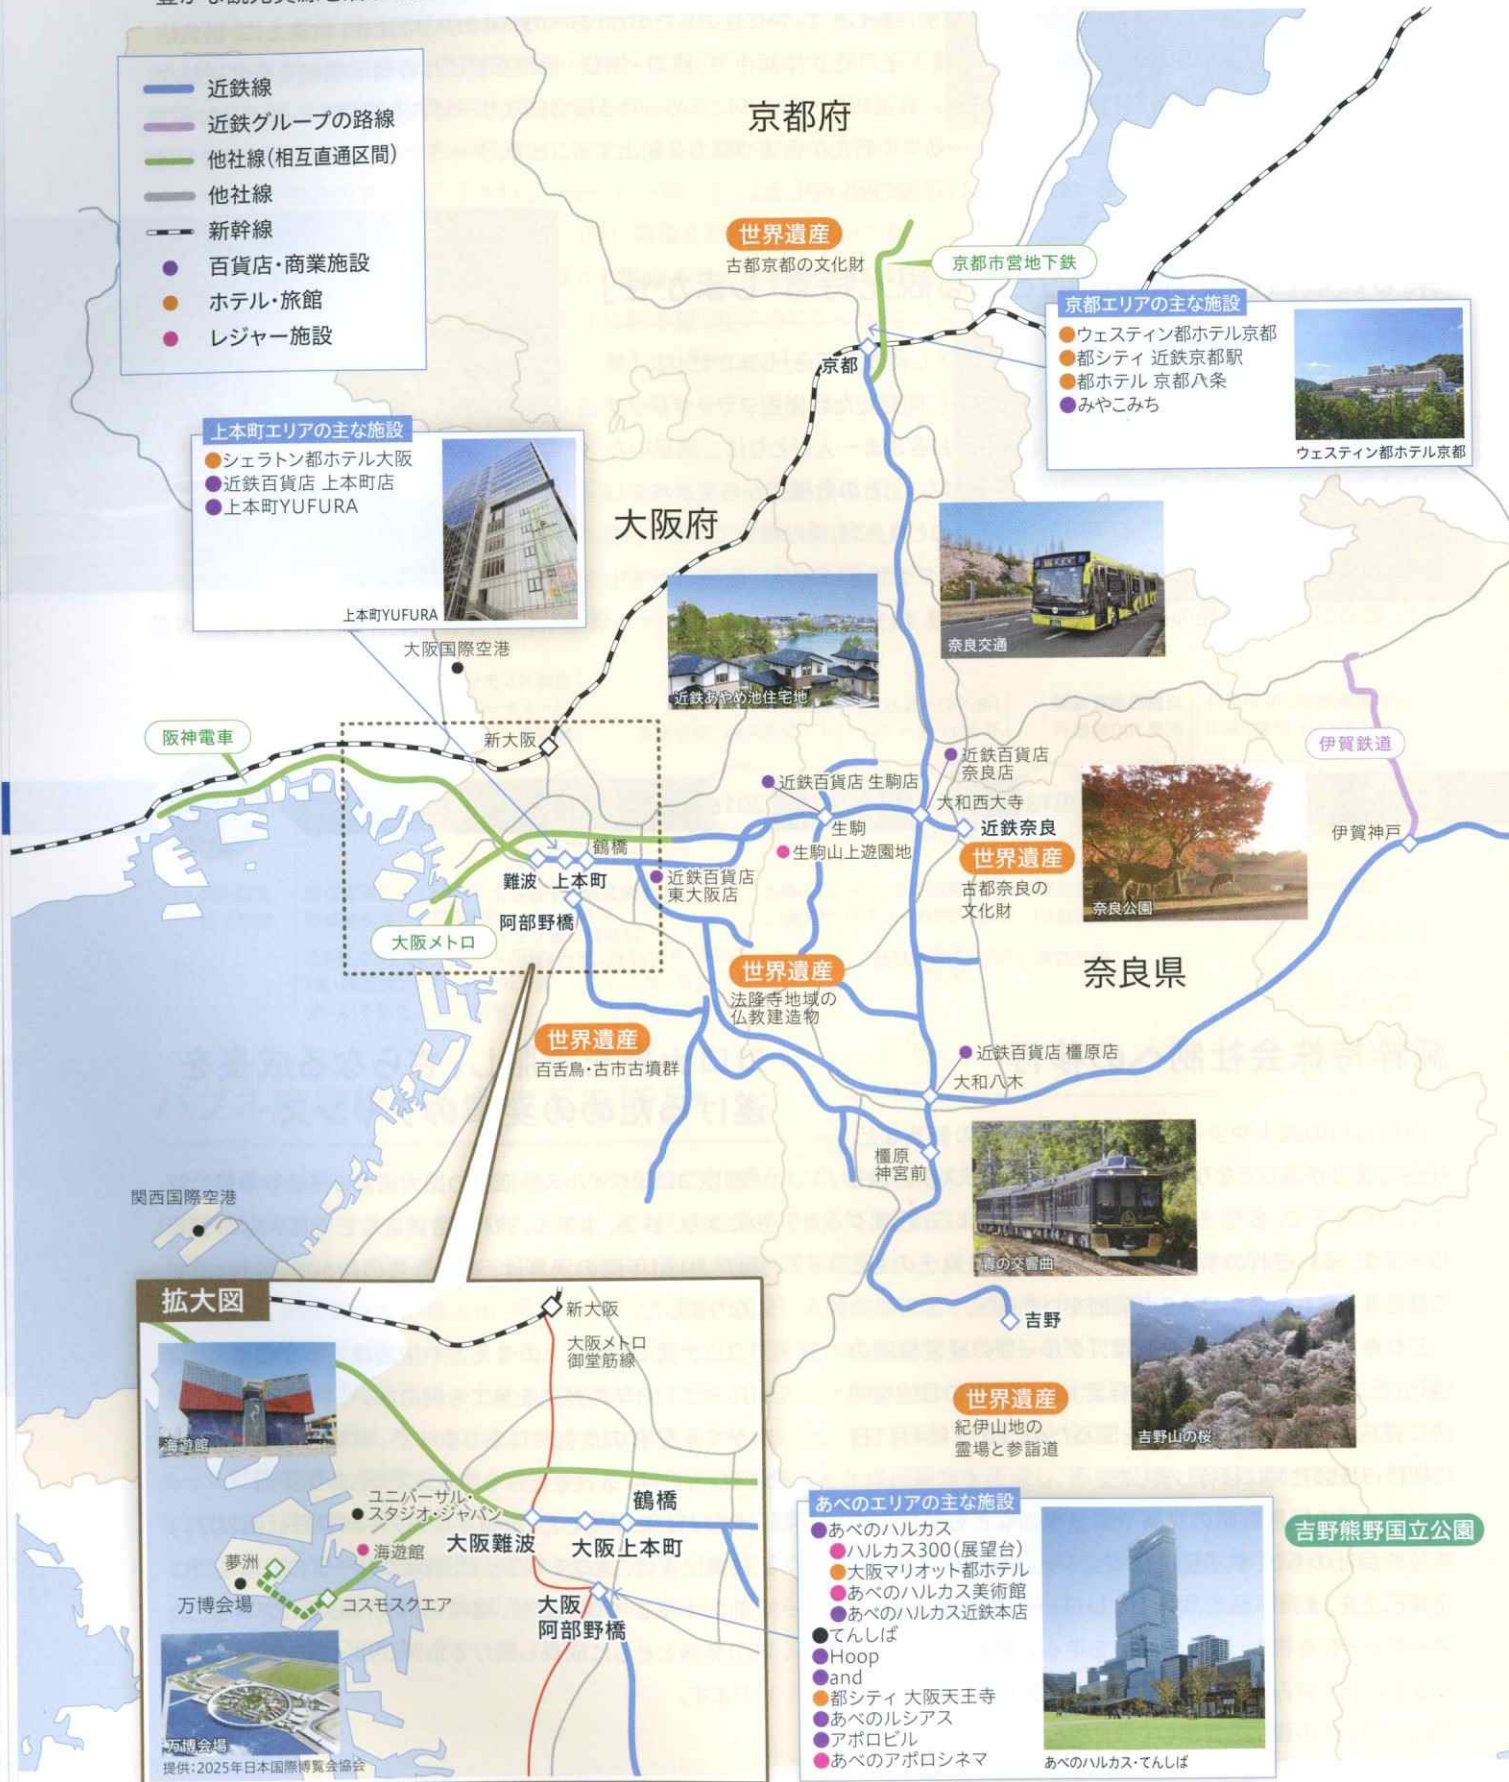 近鉄線
近鉄グループの路線
他社線(相互直通区間)
他社線
新幹線
百貨店・商業施設
ホテル・旅館
レジャー施設
京都府
世界遺産
古都京都の文化財
京都市営地下鉄
京都
京都エリアの主な施設
ウェスティン都ホテル京都
都シティ 近鉄京都駅
都ホテル 京都八条
みやこみち
ウェスティン都ホテル京都
上本町エリアの主な施設
シェラトン都ホテル大阪
近鉄百貨店 上本町店
上本町YUFURA
上本町YUFURA
大阪府
大阪国際空港
近鉄あやめ池住宅地
奈良交通
阪神電車
新大阪
近鉄百貨店 生駒店
近鉄百貨店
奈良店
大和西大寺
近鉄奈良
生駒
生駒山上遊園地
世界遺産
古都奈良の
文化財
奈良公園
伊賀鉄道
伊賀神戸
鶴橋
難波
上本町
近鉄百貨店
東大阪店
阿部野橋
大阪メトロ
世界遺産
法隆寺地域の
仏教建造物
奈良県
世界遺産
百舌鳥・古市古墳群
近鉄百貨店 橿原店
大和八木
橿原
神宮前
青の交響曲
関西国際空港
吉野
世界遺産
紀伊山地の
霊場と参詣道
吉野山の桜
吉野熊野国立公園
拡大図
新大阪
大阪メトロ
御堂筋線
海遊館
ユニバーサル・
スタジオ・ジャパン
鶴橋
大阪難波
大阪上本町
海遊館
夢洲
万博会場
コスモスクエア
大阪
阿部野橋
万博会場
提供:2025年日本国際博覧会協会
あべのエリアの主な施設
あべのハルカス
ハルカス300(展望台)
大阪マリオット都ホテル
あべのハルカス美術館
あべのハルカス近鉄本店
てんしば
Hoop
and
都シティ 大阪天王寺
あべのルシアス
アポロビル
あべのアポロシネマ
あべのハルカス・てんしば